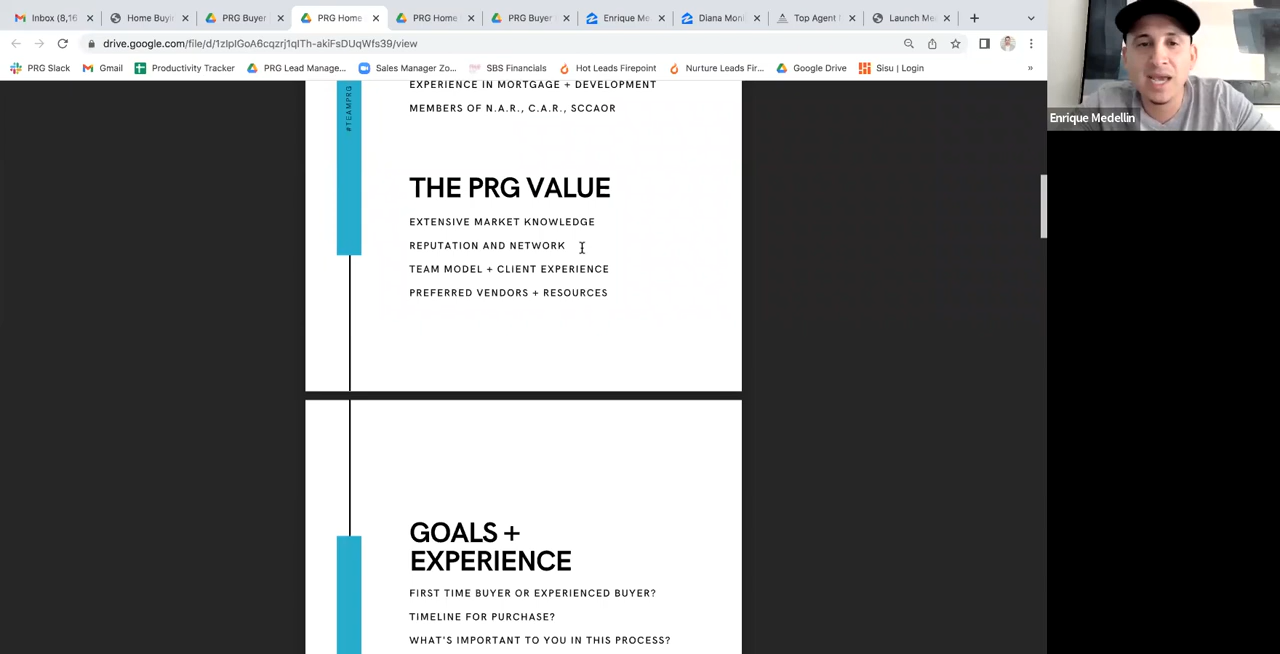 Inbox (8,16
Home Buyi
PRG Buyer
PRG Home
PRG Home
PRG Buyer
Enrique Me
Diana Mon
Top Agent
Launch Me
drive.google.com/file/d/1zIpIGoA6cqzrj1qITh-akiFsDUqWfs39/view
PRG Slack
Gmail
Productivity Tracker
PRG Lead Manage...
Sales Manager Zo...
SBS Financials
Hot Leads Firepoint
Nurture Leads Fir...
Google Drive
Sisu | Login
»
Enrique Medellin
#TEAMPRG
EXPERIENCE IN MORTGAGE + DEVELOPMENT
MEMBERS OF N.A.R., C.A.R., SCCAOR
THE PRG VALUE
EXTENSIVE MARKET KNOWLEDGE
REPUTATION AND NETWORK
TEAM MODEL + CLIENT EXPERIENCE
PREFERRED VENDORS + RESOURCES
GOALS +
EXPERIENCE
FIRST TIME BUYER OR EXPERIENCED BUYER?
TIMELINE FOR PURCHASE?
WHAT'S IMPORTANT TO YOU IN THIS PROCESS?